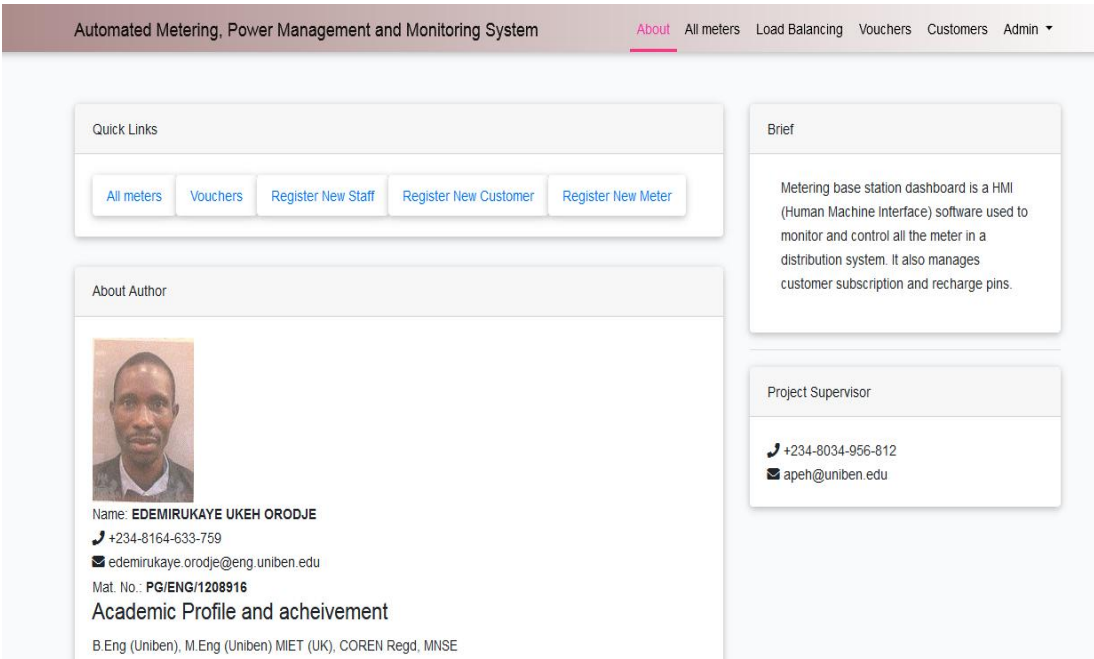 Automated Metering, Power Management and Monitoring System
About All meters Load Balancing Vouchers Customers Admin
Quick Links
All meters Vouchers Register New Staff Register New Customer Register New Meter
About Author
Name: EDEMIRUKAYE UKEH ORODJE
+234-8164-633-759
edemirukaye.orodje@eng.uniben.edu
Mat. No.: PG/ENG/1208916
Academic Profile and acheivement
B.Eng (Uniben), M.Eng (Uniben) MIET (UK), COREN Regd, MNSE
Brief
Metering base station dashboard is a HMI
(Human Machine Interface) software used to
monitor and control all the meter in a
distribution system. It also manages
customer subscription and recharge pins.
Project Supervisor
+234-8034-956-812
apeh@uniben.edu